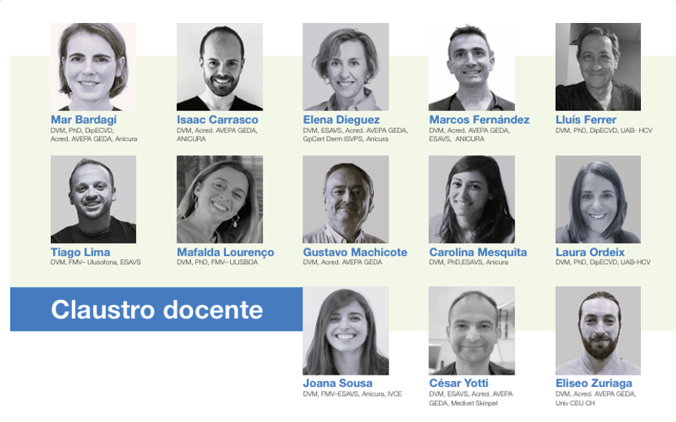 Mar Bardagí
DVM, PhD, DipECVD,
Acred. AVEPA GEDA, Anicura
Isaac Carrasco
DVM, Acred. AVEPA GEDA,
ANICURA
Elena Dieguez
DVM, ESAVS, Acred. AVEPA GEDA,
GpCert Derm ISVPS, Anicura
Marcos Fernández
DVM, Acred. AVEPA GEDA,
ESAVS, ANICURA
Lluís Ferrer
DVM, PhD, DipECVD, UAB- HCV
Tiago Lima
DVM, FMV– Ulusofona, ESAVS
Mafalda Lourenço
DVM, PhD, FMV– ULISBOA
Gustavo Machicote
DVM, Acred. AVEPA GEDA
Carolina Mesquita
DVM, PhD,ESAVS, Anicura
Laura Ordeix
DVM, PhD, DipECVD, UAB-HCV
Claustro docente
Joana Sousa
DVM, FMV–ESAVS, Anicura, IVCE
César Yotti
DVM, ESAVS, Acred. AVEPA
GEDA, Medivet Skinpet
Eliseo Zuriaga
DVM, Acred. AVEPA GEDA,
Univ CEU CH